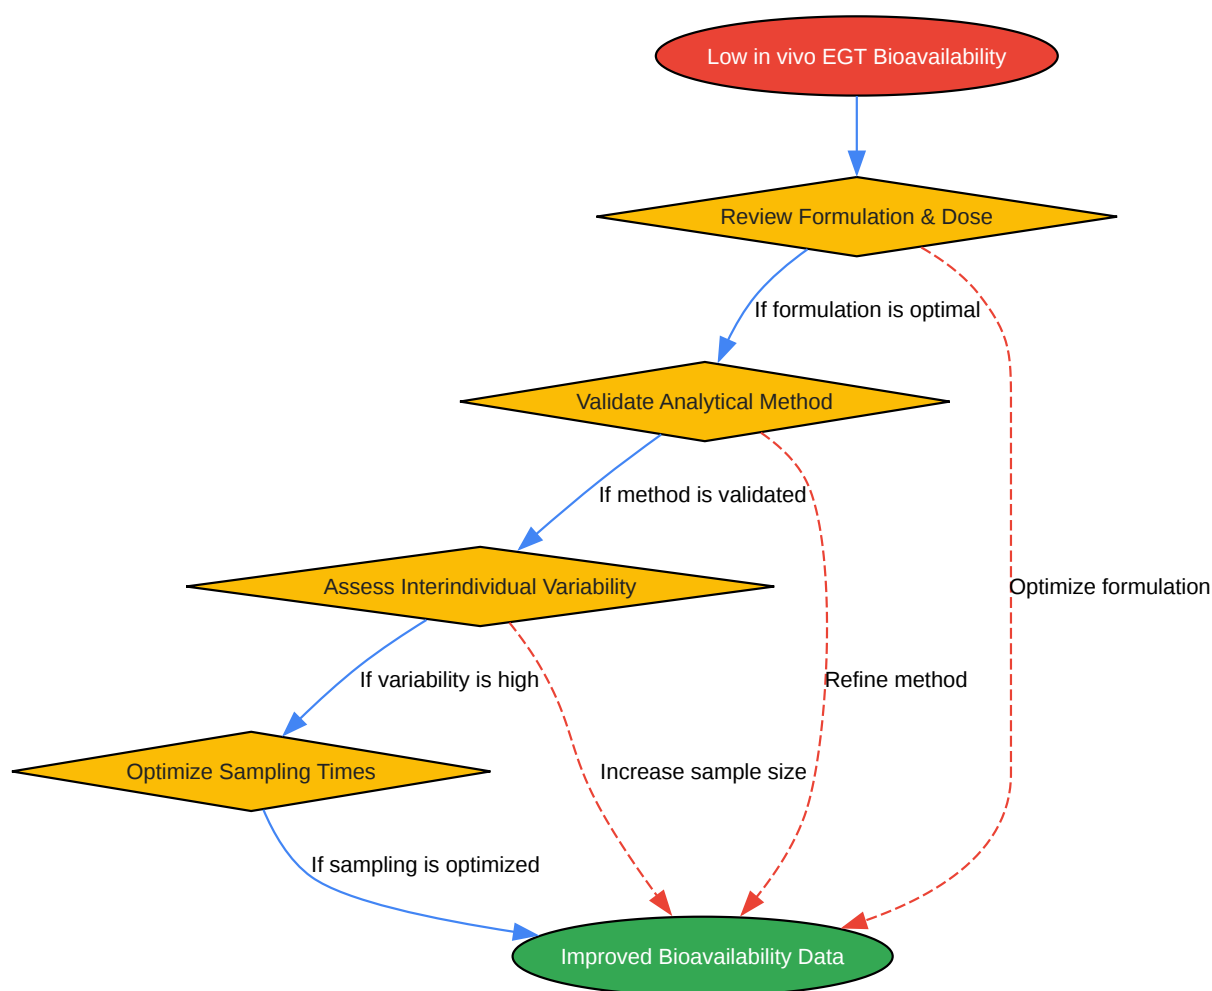 Low in vivo EGT Bioavailability
Review Formulation & Dose
If formulation is optimal
Validate Analytical Method
If method is validated
Assess Interindividual Variability
Optimize formulation
If variability is high
Refine method
Optimize Sampling Times
Increase sample size
If sampling is optimized
Improved Bioavailability Data